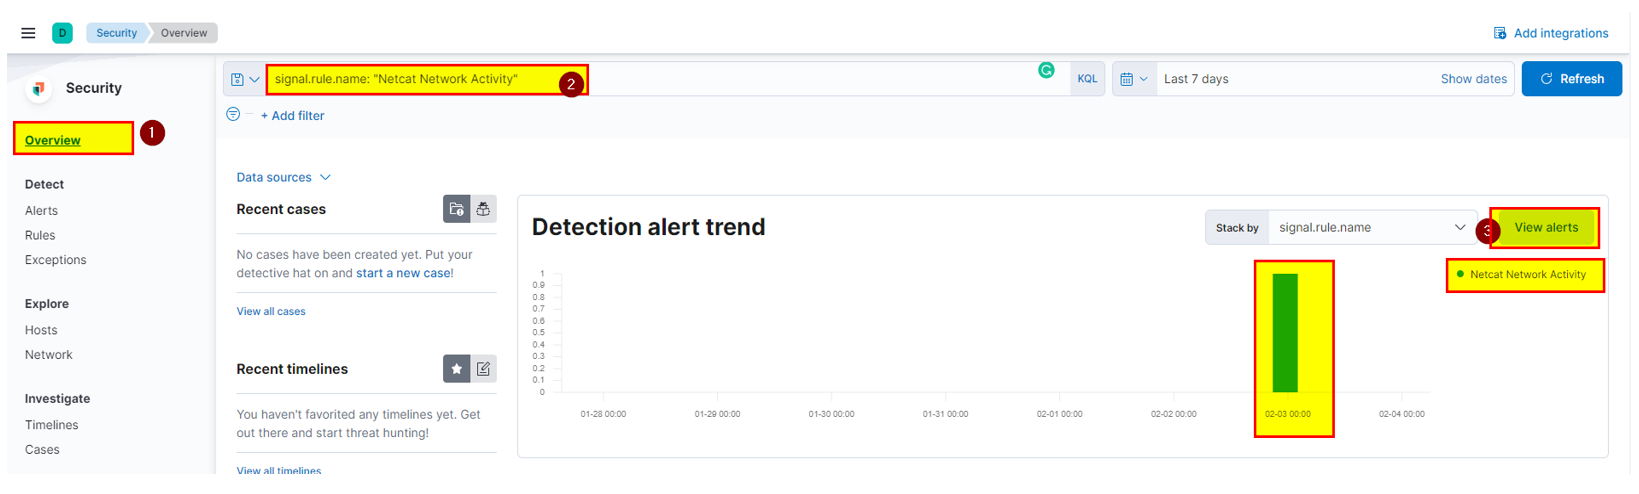 D Security Overview Add integrations
Security
signal.rule.name: "Netcat Network Activity" 2 KQL Last 7 days Show dates Refresh
+ Add filter
Overview 1
Detect
Alerts
Rules
Exceptions
Explore
Hosts
Network
Investigate
Timelines
Cases
Data sources
Recent cases
No cases have been created yet. Put your
detective hat on and start a new case!
View all cases
Recent timelines
You haven't favorited any timelines yet. Get
out there and start threat hunting!
View all timelines
Detection alert trend
Stack by signal.rule.name 3 View alerts
Netcat Network Activity
1
0.9
0.8
0.7
0.6
0.5
0.4
0.3
0.2
0.1
0
01-28 00:00 01-29 00:00 01-30 00:00 01-31 00:00 02-01 00:00 02-02 00:00 02-03 00:00 02-04 00:00